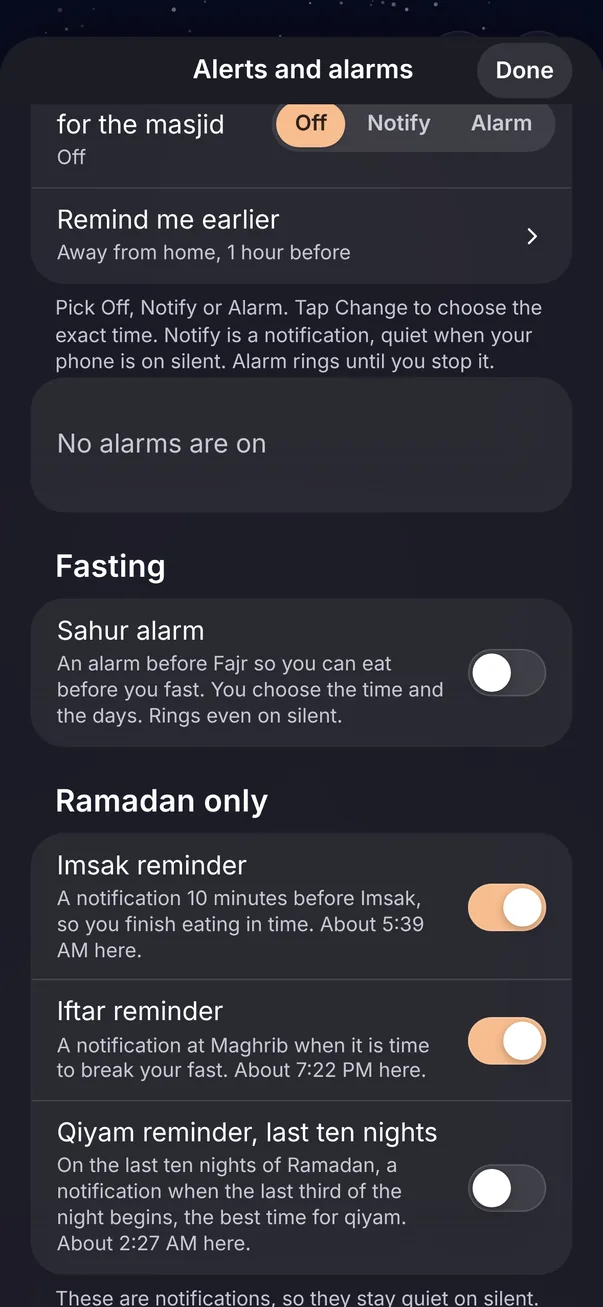 Alerts and alarms
Done
for the masjid
Off
Notify
Alarm
Off
Remind me earlier
Away from home, 1 hour before
Pick Off, Notify or Alarm. Tap Change to choose the
exact time. Notify is a notification, quiet when your
phone is on silent. Alarm rings until you stop it.
No alarms are on
Fasting
Sahur alarm
An alarm before Fajr so you can eat
before you fast. You choose the time and
the days. Rings even on silent.
Ramadan only
Imsak reminder
A notification 10 minutes before Imsak,
so you finish eating in time. About 5:39
AM here.
Iftar reminder
A notification at Maghrib when it is time
to break your fast. About 7:22 PM here.
Qiyam reminder, last ten nights
On the last ten nights of Ramadan, a
notification when the last third of the
night begins, the best time for qiyam.
About 2:27 AM here.
These are notifications, so they stay quiet on silent.